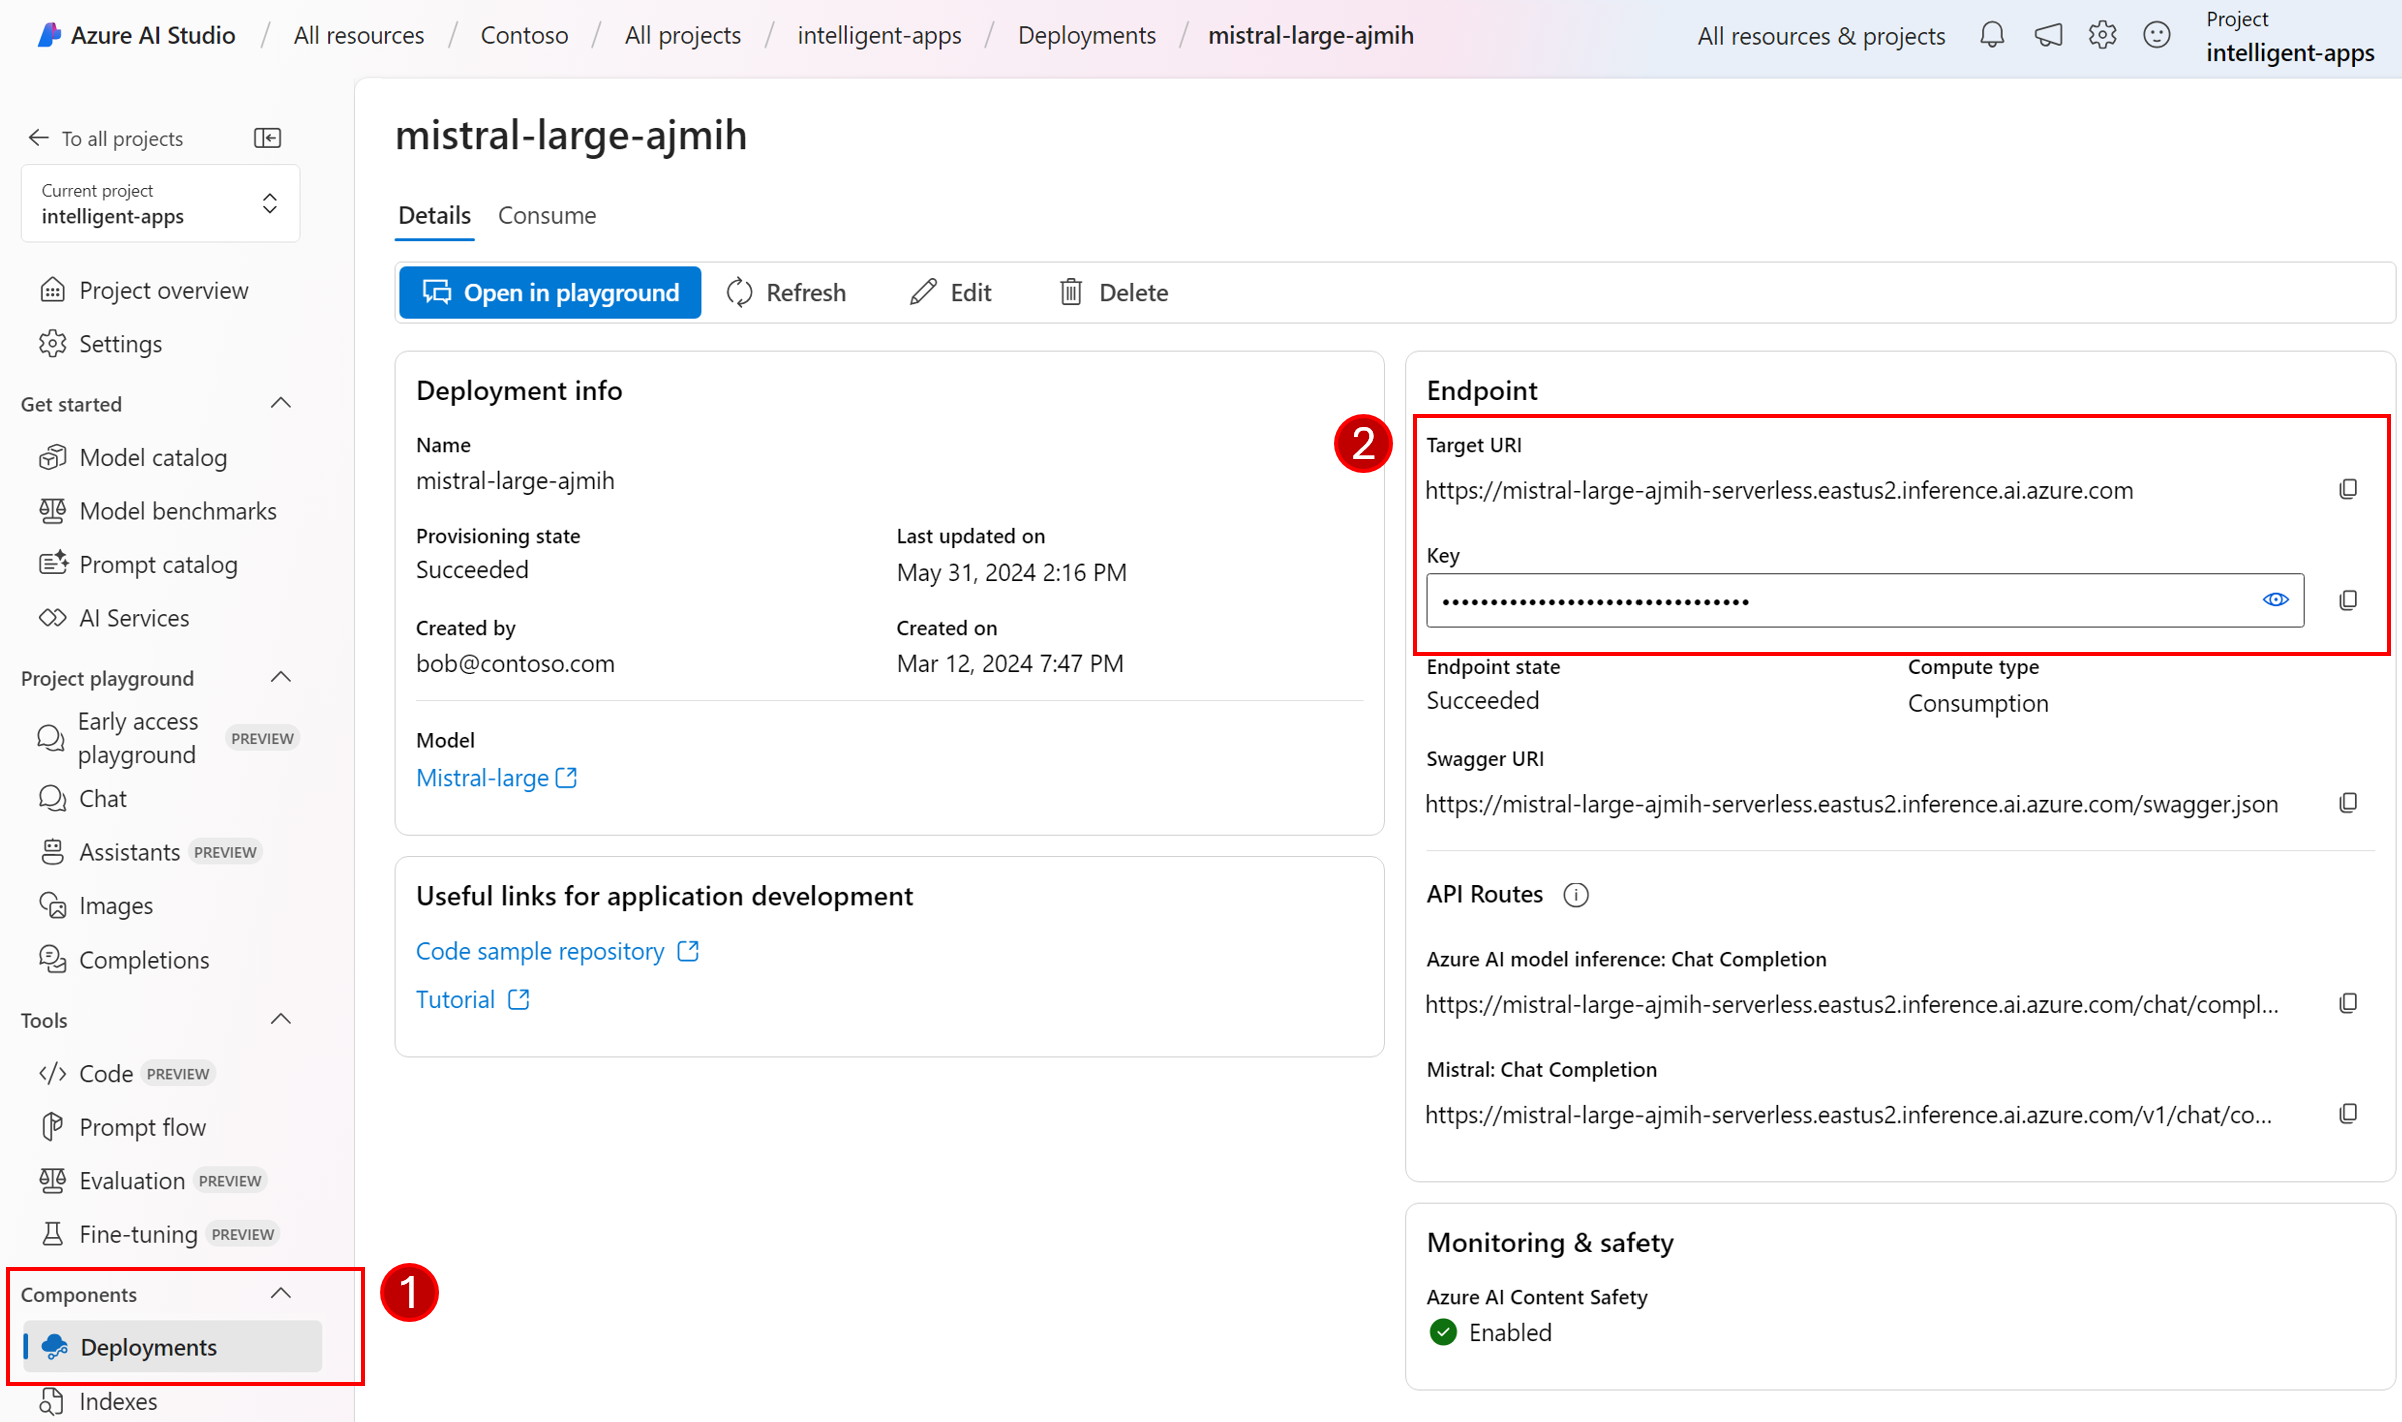 Azure AI Studio / All resources / Contoso / All projects / intelligent-apps / Deployments / mistral-large-ajmih
All resources & projects
Project
intelligent-apps
To all projects
Current project
intelligent-apps
Project overview
Settings
Get started
Model catalog
Model benchmarks
Prompt catalog
AI Services
Project playground
Early access
playground PREVIEW
Chat
Assistants PREVIEW
Images
Completions
Tools
Code PREVIEW
Prompt flow
Evaluation PREVIEW
Fine-tuning PREVIEW
Components
1
Deployments
Indexes
mistral-large-ajmih
Details Consume
Open in playground Refresh Edit Delete
Deployment info
Name
mistral-large-ajmih
Provisioning state
Succeeded
Last updated on
May 31, 2024 2:16 PM
Created by
bob@contoso.com
Created on
Mar 12, 2024 7:47 PM
Model
Mistral-large
Useful links for application development
Code sample repository
Tutorial
Endpoint
2
Target URI
https://mistral-large-ajmih-serverless.eastus2.inference.ai.azure.com
Key
••••••••••••••••••••••••••••••••
Endpoint state
Succeeded
Compute type
Consumption
Swagger URI
https://mistral-large-ajmih-serverless.eastus2.inference.ai.azure.com/swagger.json
API Routes
Azure AI model inference: Chat Completion
https://mistral-large-ajmih-serverless.eastus2.inference.ai.azure.com/chat/compl...
Mistral: Chat Completion
https://mistral-large-ajmih-serverless.eastus2.inference.ai.azure.com/v1/chat/co...
Monitoring & safety
Azure AI Content Safety
Enabled